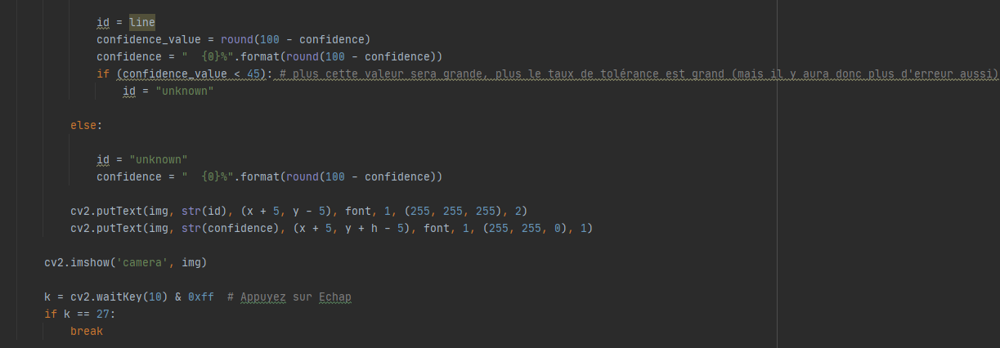 id = line
confidence_value = round(100 - confidence)
confidence = "  {0}%".format(round(100 - confidence))
if (confidence_value < 45): # plus cette valeur sera grande, plus le taux de tolérance est grand (mais il y aura donc plus d'erreur aussi)
id = "unknown"
else:
id = "unknown"
confidence = "  {0}%".format(round(100 - confidence))
cv2.putText(img, str(id), (x + 5, y - 5), font, 1, (255, 255, 255), 2)
cv2.putText(img, str(confidence), (x + 5, y + h - 5), font, 1, (255, 255, 0), 1)
cv2.imshow('camera', img)
k = cv2.waitKey(10) & 0xff  # Appuyez sur Echap
if k == 27:
break